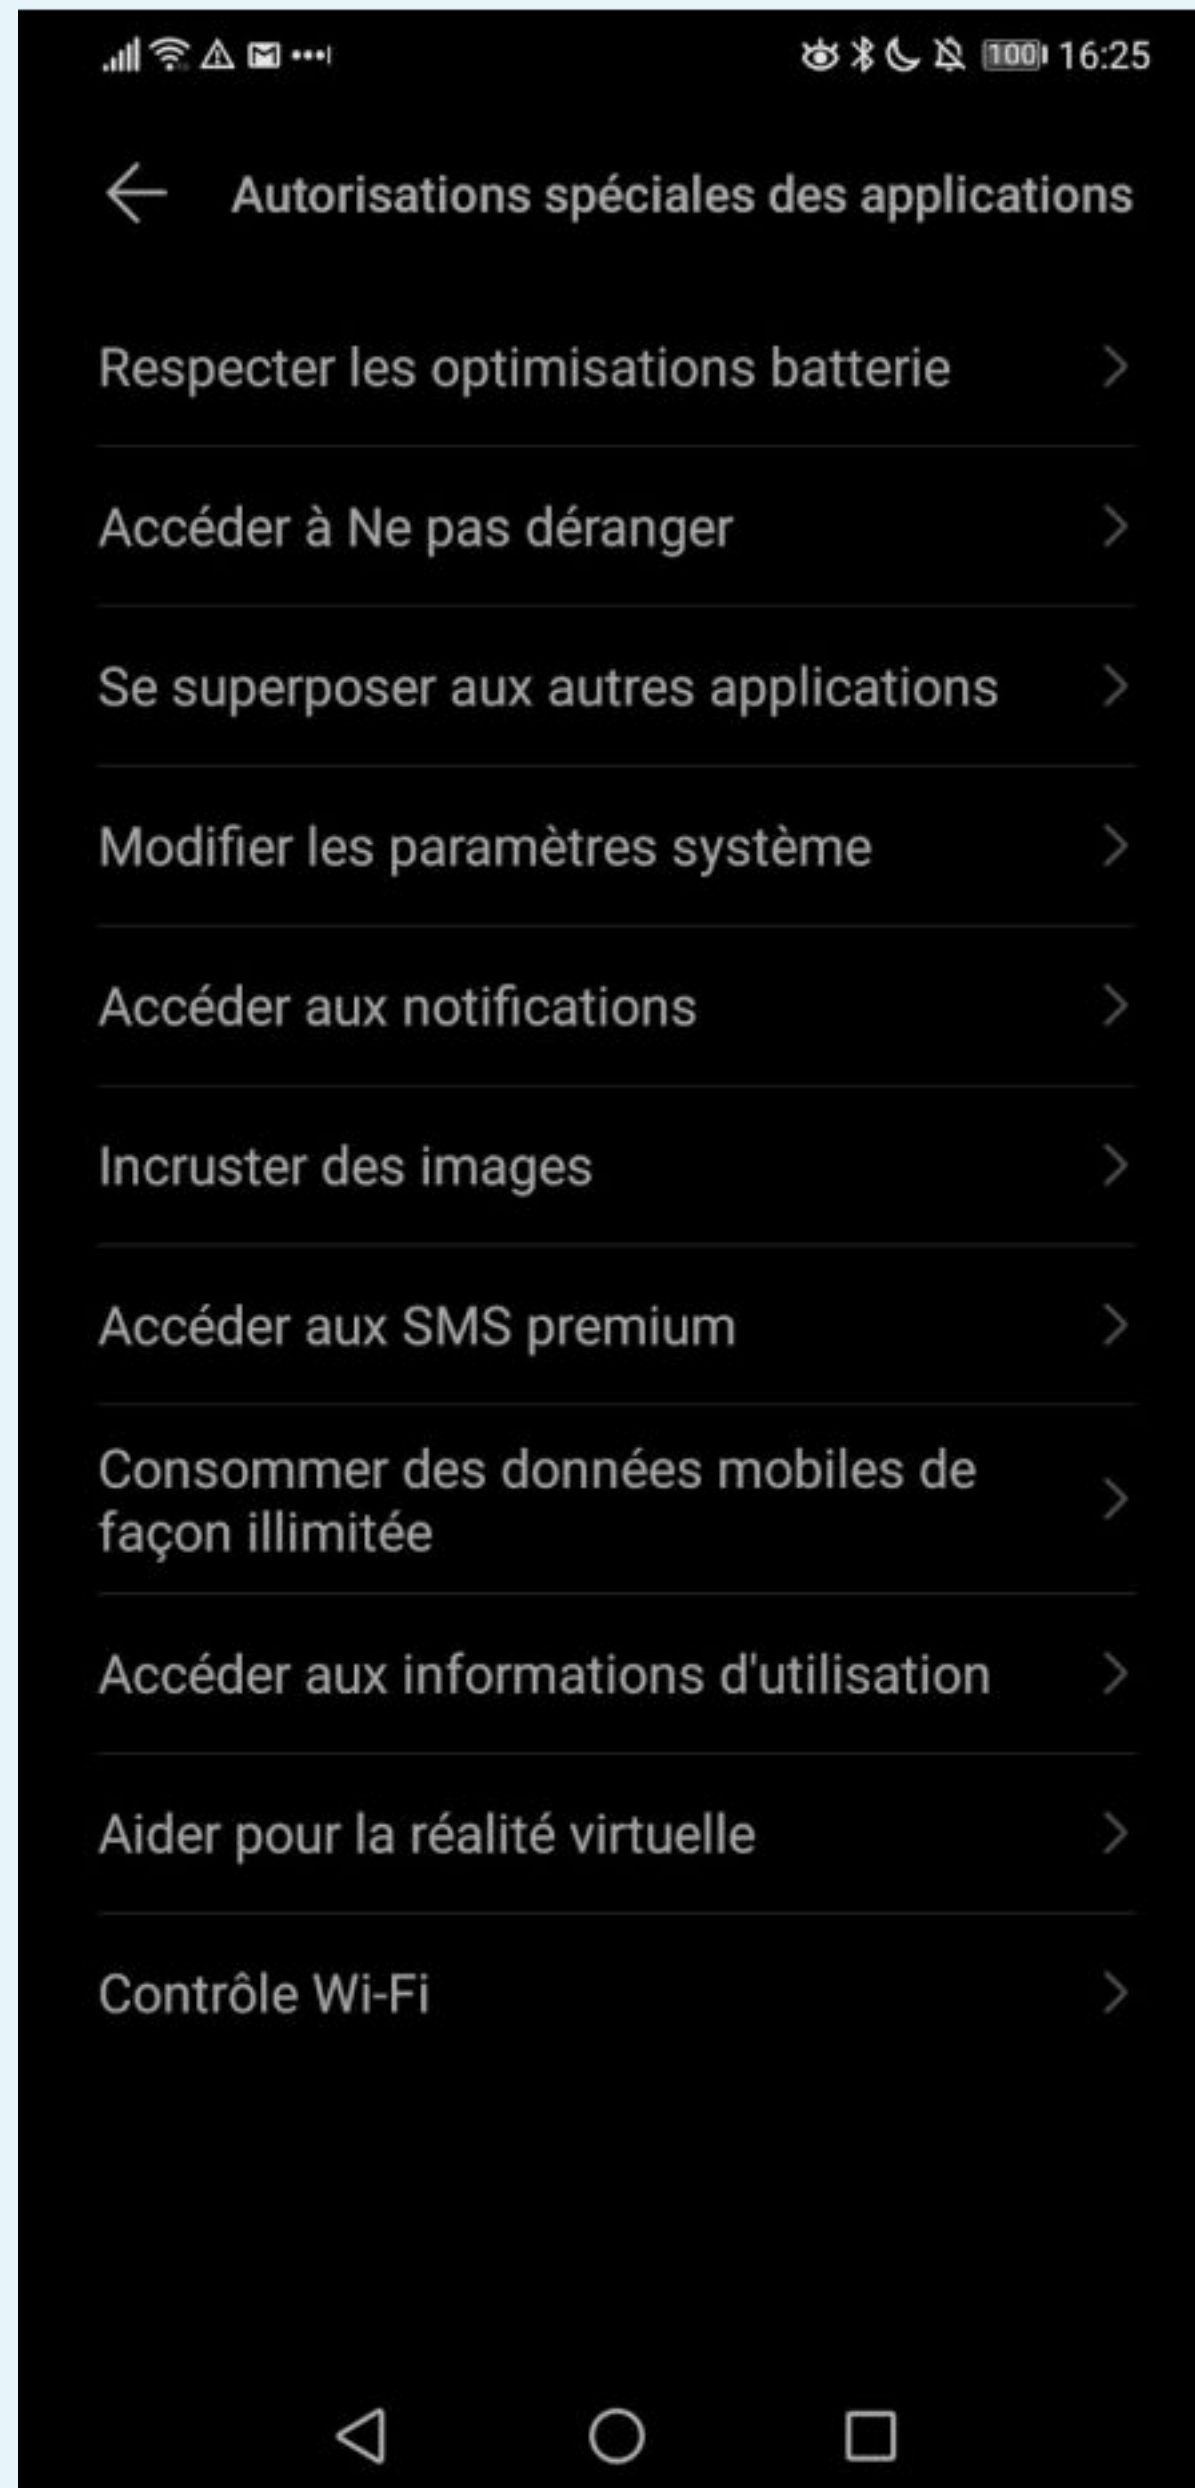 100 16:25
Autorisations spéciales des applications
Respecter les optimisations batterie
Accéder à Ne pas déranger
Se superposer aux autres applications
Modifier les paramètres système
Accéder aux notifications
Incruster des images
Accéder aux SMS premium
Consommer des données mobiles de
façon illimitée
Accéder aux informations d'utilisation
Aider pour la réalité virtuelle
Contrôle Wi-Fi